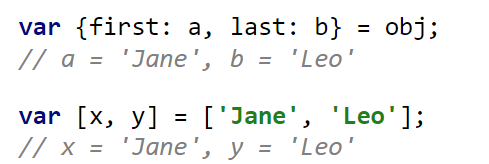 var {first: a, last: b} = obj;
// a = 'Jane', b = 'Leo'
var [x, y] = ['Jane', 'Leo'];
// x = 'Jane', y = 'Leo'